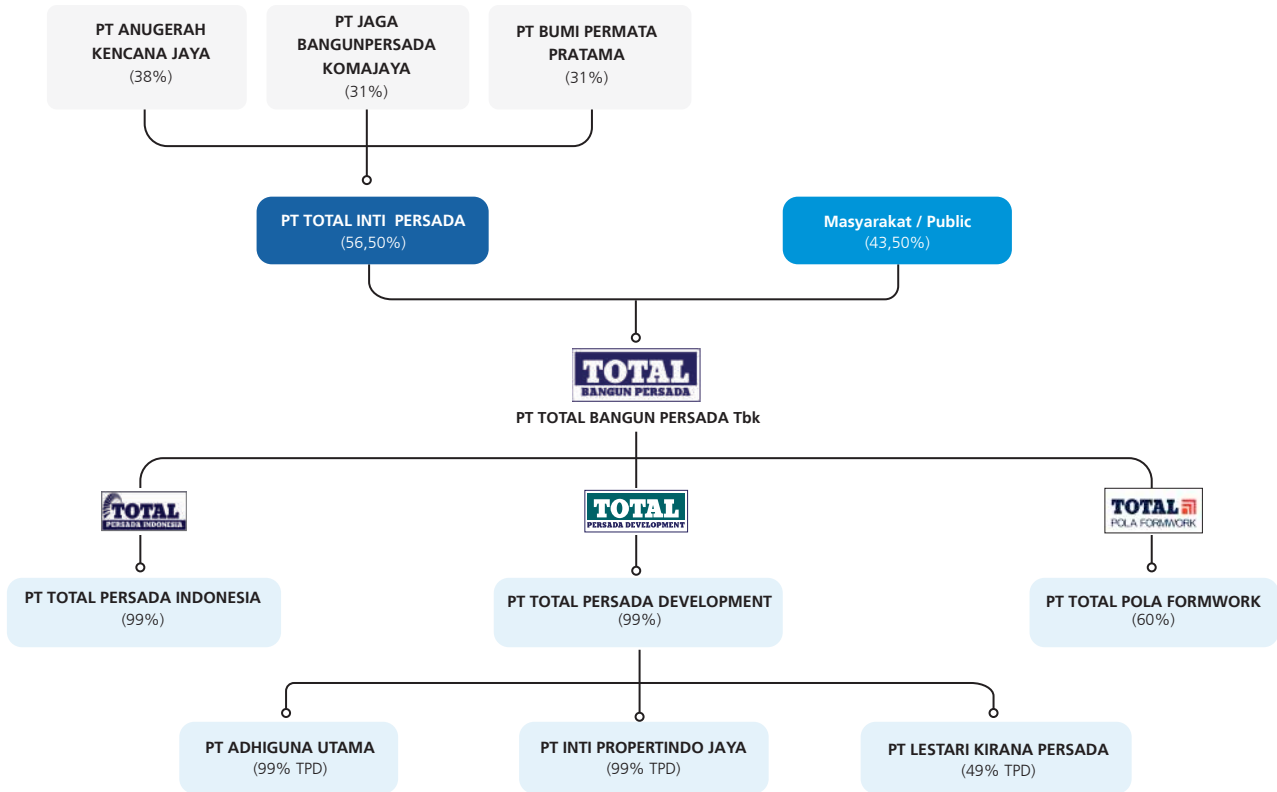 PT ANUGERAH
KENCANA JAYA
(38%)
PT JAGA
BANGUNPERSADA
KOMAJAYA
(31%)
PT BUMI PERMATA
PRATAMA
(31%)
PT TOTAL INTI PERSADA
(56,50%)
Masyarakat / Public
(43,50%)
TOTAL
BANGUN PERSADA
PT TOTAL BANGUN PERSADA Tbk
TOTAL
PERSADA INDONESIA
TOTAL
PERSADA DEVELOPMENT
TOTAL
POLA FORMWORK
PT TOTAL PERSADA INDONESIA
(99%)
PT TOTAL PERSADA DEVELOPMENT
(99%)
PT TOTAL POLA FORMWORK
(60%)
PT ADHIGUNA UTAMA
(99% TPD)
PT INTI PROPERTINDO JAYA
(99% TPD)
PT LESTARI KIRANA PERSADA
(49% TPD)